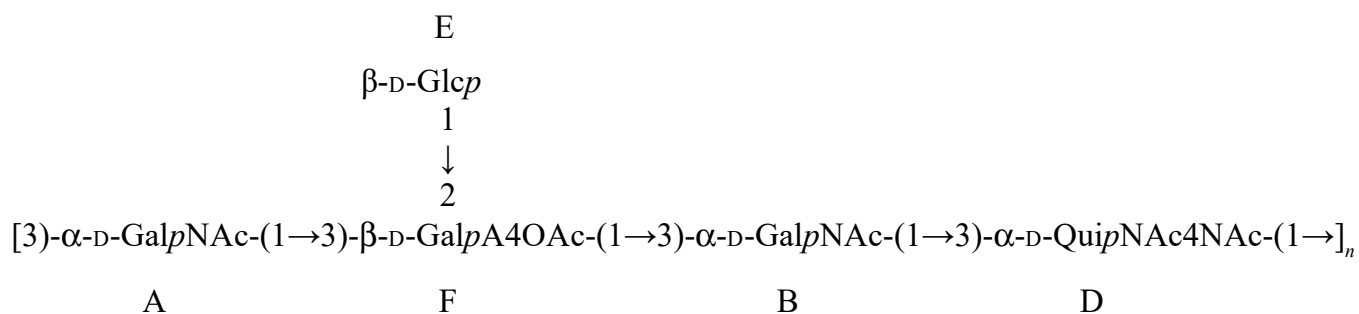 E
β-D-Glcp
1
↓
2
[3)-α-D-GalpNAc-(1→3)-β-D-GalpA4OAc-(1→3)-α-D-GalpNAc-(1→3)-α-D-QuipNAc4NAc-(1→]n
A F B D